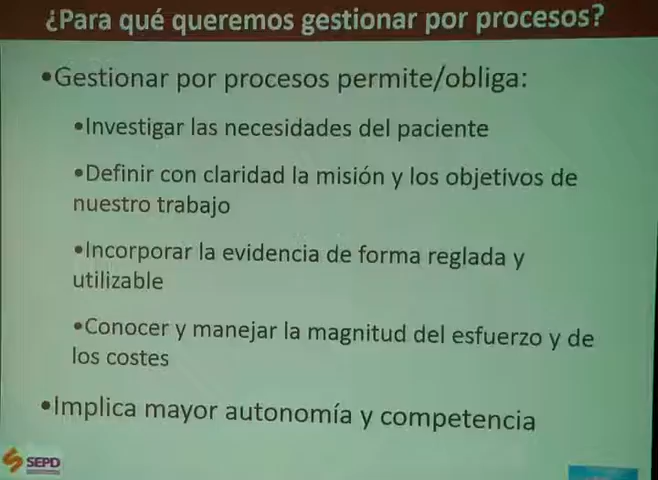 ¿Para qué queremos gestionar por procesos?
•Gestionar por procesos permite/obliga:
•Investigar las necesidades del paciente
•Definir con claridad la misión y los objetivos de
nuestro trabajo
•Incorporar la evidencia de forma reglada y
utilizable
•Conocer y manejar la magnitud del esfuerzo y de
los costes
•Implica mayor autonomía y competencia
SEPD